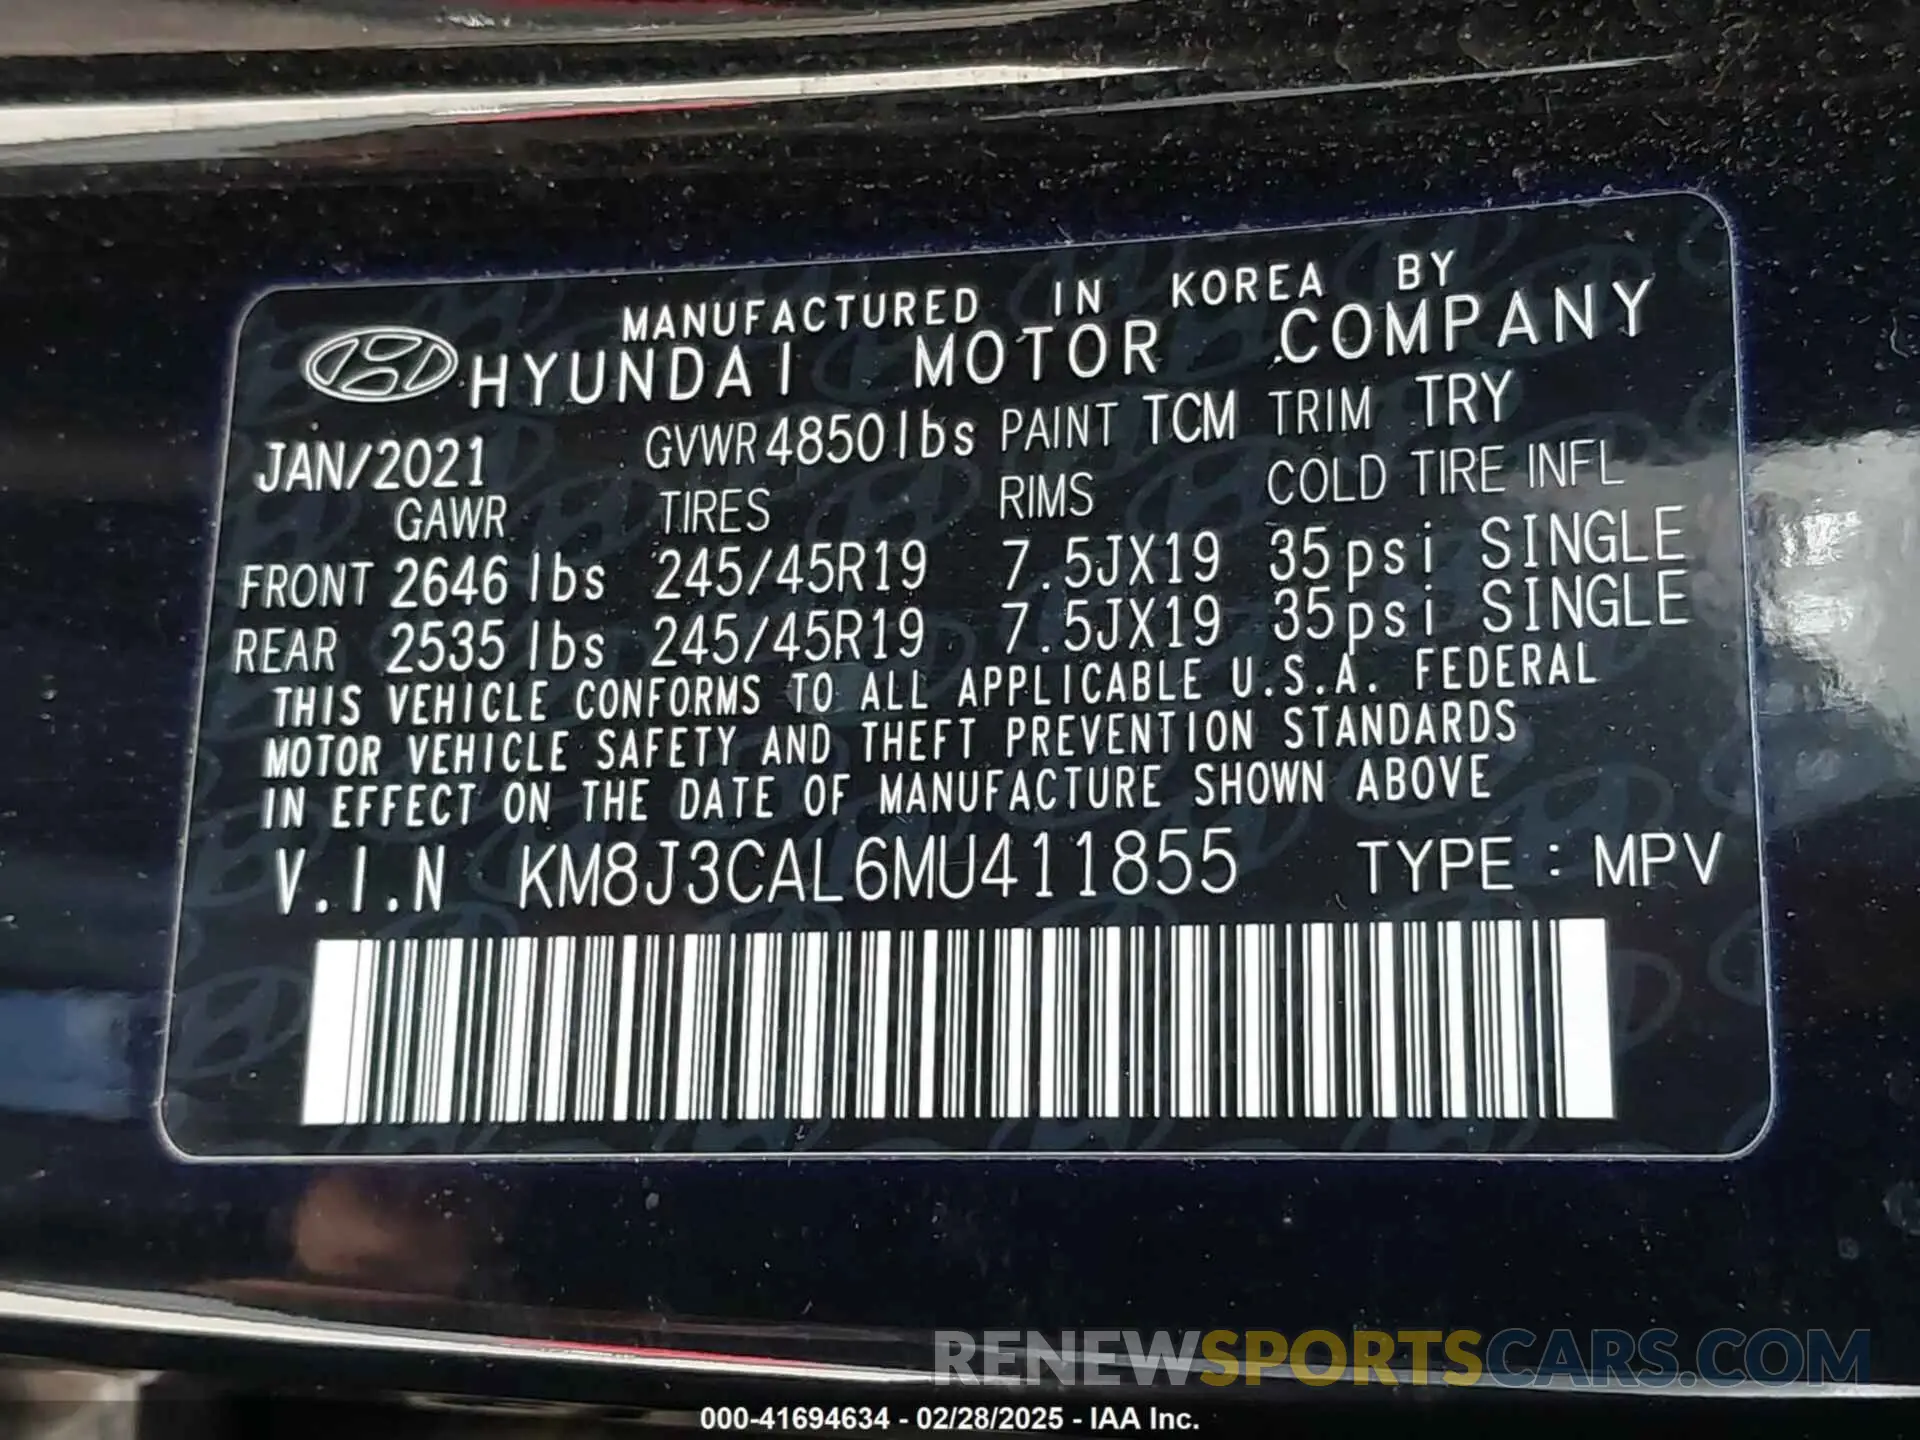 MANUFACTURED IN KOREA BY
HYUNDAI MOTOR COMPANY
JAN/2021 GVWR 4850lbs PAINT TCM TRIM TRY
GAWR TIRES RIMS COLD TIRE INFL
FRONT 2646 lbs 245/45R19 7.5JX19 35psi SINGLE
REAR 2535 lbs 245/45R19 7.5JX19 35psi SINGLE
THIS VEHICLE CONFORMS TO ALL APPLICABLE U.S.A. FEDERAL
MOTOR VEHICLE SAFETY AND THEFT PREVENTION STANDARDS
IN EFFECT ON THE DATE OF MANUFACTURE SHOWN ABOVE
V.I.N KM8J3CAL6MU411855 TYPE : MPV
RENEWSPORTSCARS.COM
000-41694634 - 02/28/2025 - IAA Inc.